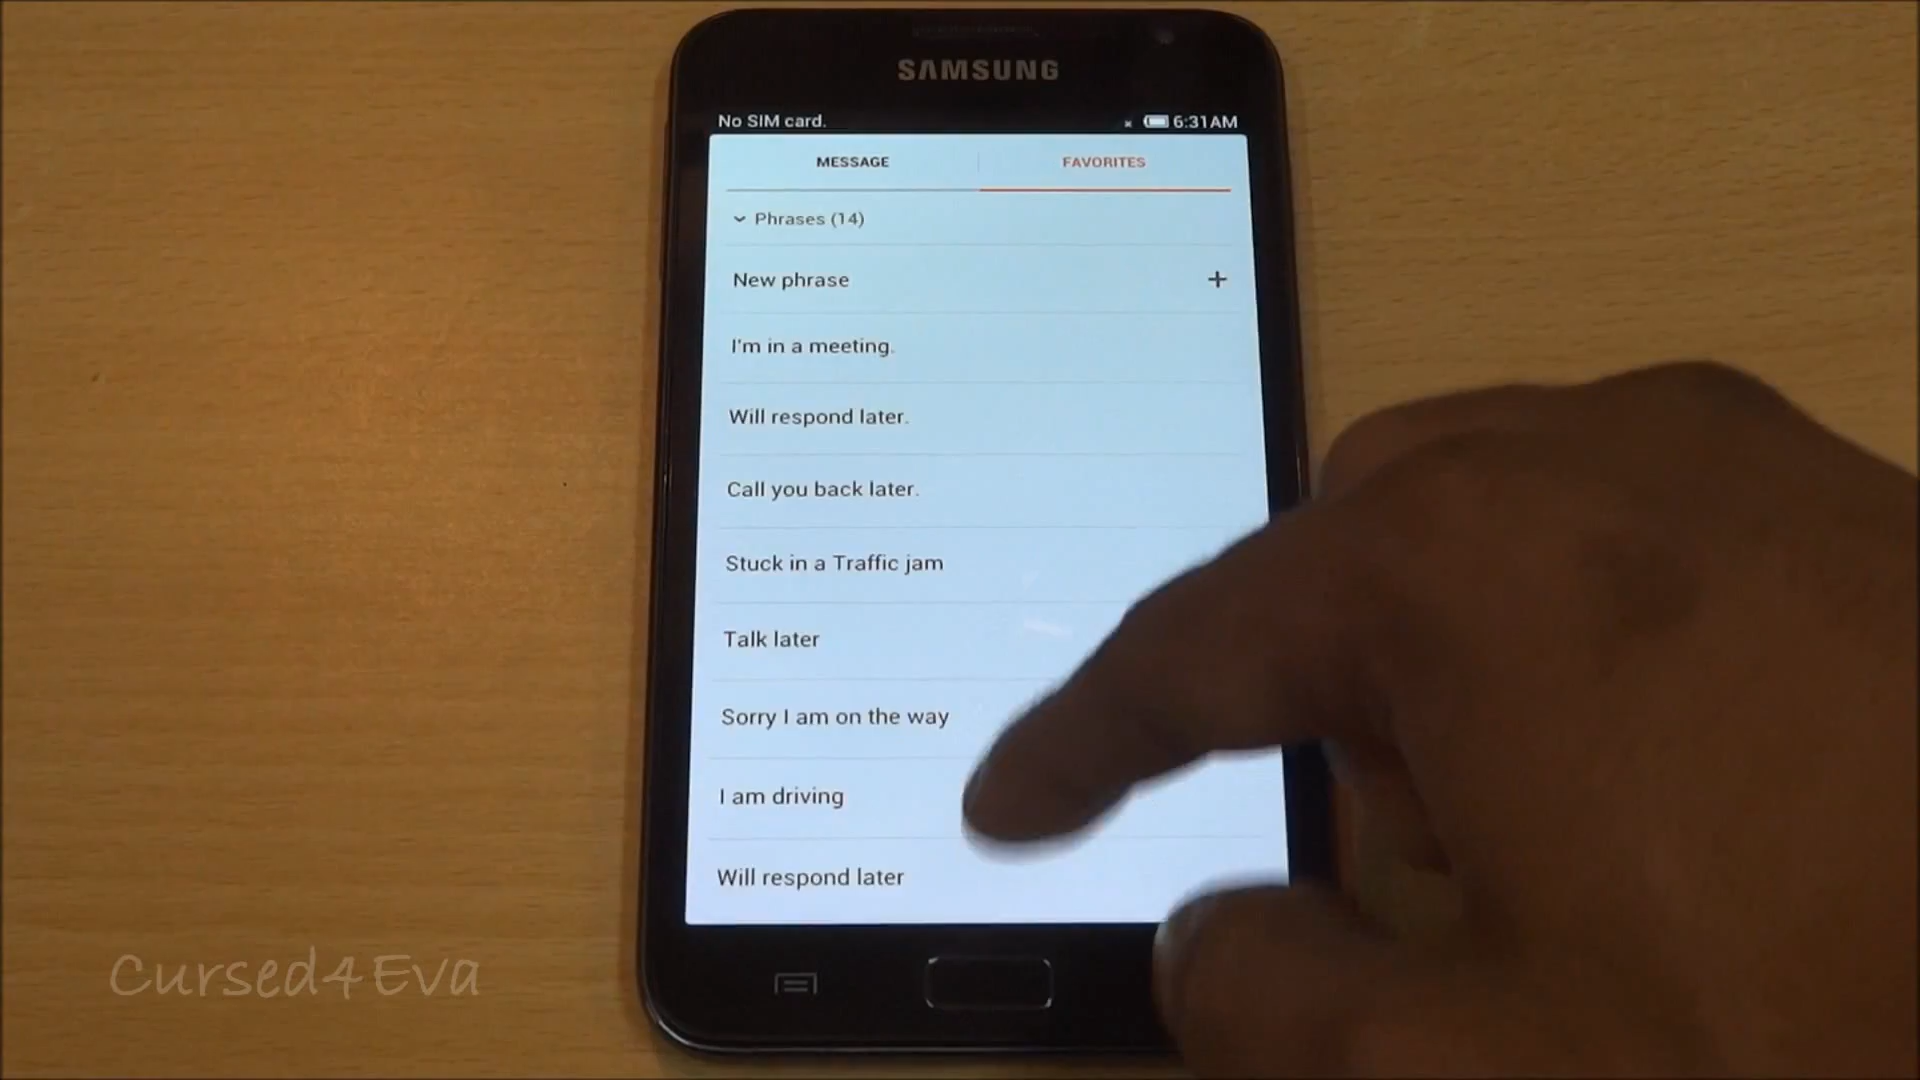 SAMSUNG
No SIM card.
6:31AM
MESSAGE
FAVORITES
Phrases (14)
New phrase +
I'm in a meeting.
Will respond later.
Call you back later.
Stuck in a Traffic jam
Talk later
Sorry I am on the way
I am driving
Will respond later
Cursed4Eva